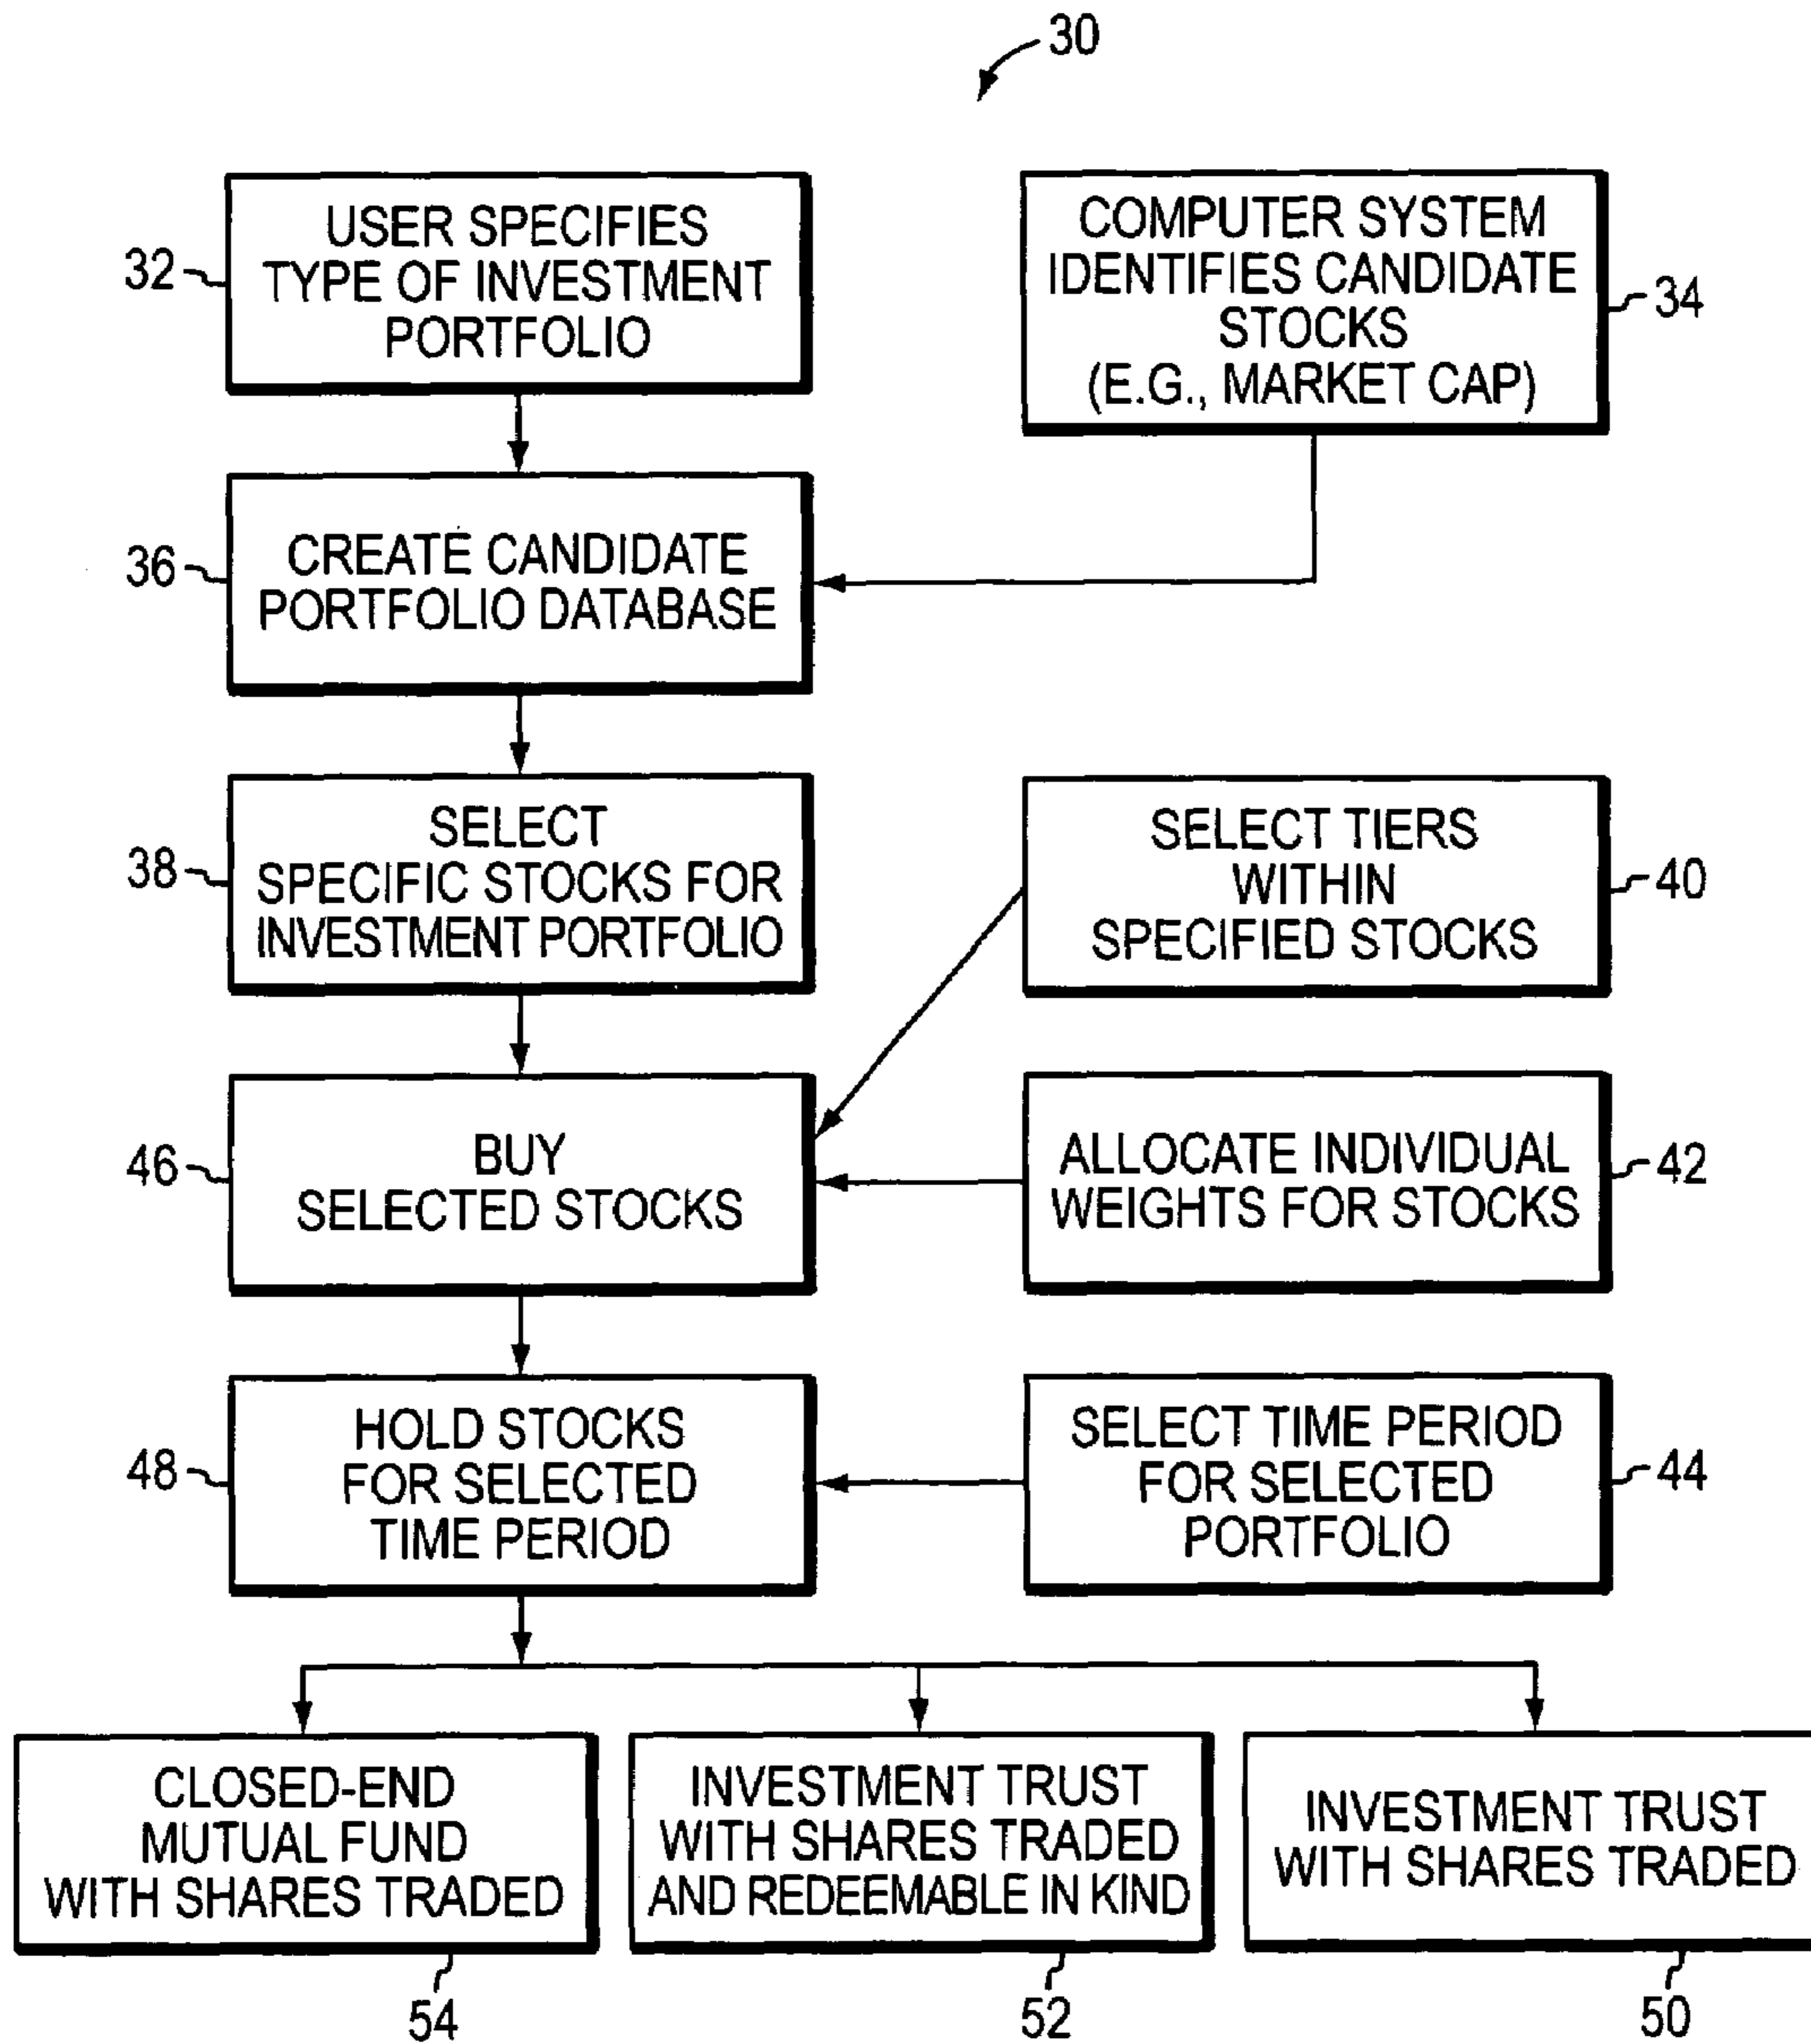 30
32
USER SPECIFIES
TYPE OF INVESTMENT
PORTFOLIO
COMPUTER SYSTEM
IDENTIFIES CANDIDATE
STOCKS
(E.G., MARKET CAP)
34
36
CREATE CANDIDATE
PORTFOLIO DATABASE
38
SELECT
SPECIFIC STOCKS FOR
INVESTMENT PORTFOLIO
SELECT TIERS
WITHIN
SPECIFIED STOCKS
40
46
BUY
SELECTED STOCKS
ALLOCATE INDIVIDUAL
WEIGHTS FOR STOCKS
42
48
HOLD STOCKS
FOR SELECTED
TIME PERIOD
SELECT TIME PERIOD
FOR SELECTED
PORTFOLIO
44
CLOSED-END
MUTUAL FUND
WITH SHARES TRADED
54
INVESTMENT TRUST
WITH SHARES TRADED
AND REDEEMABLE IN KIND
52
INVESTMENT TRUST
WITH SHARES TRADED
50